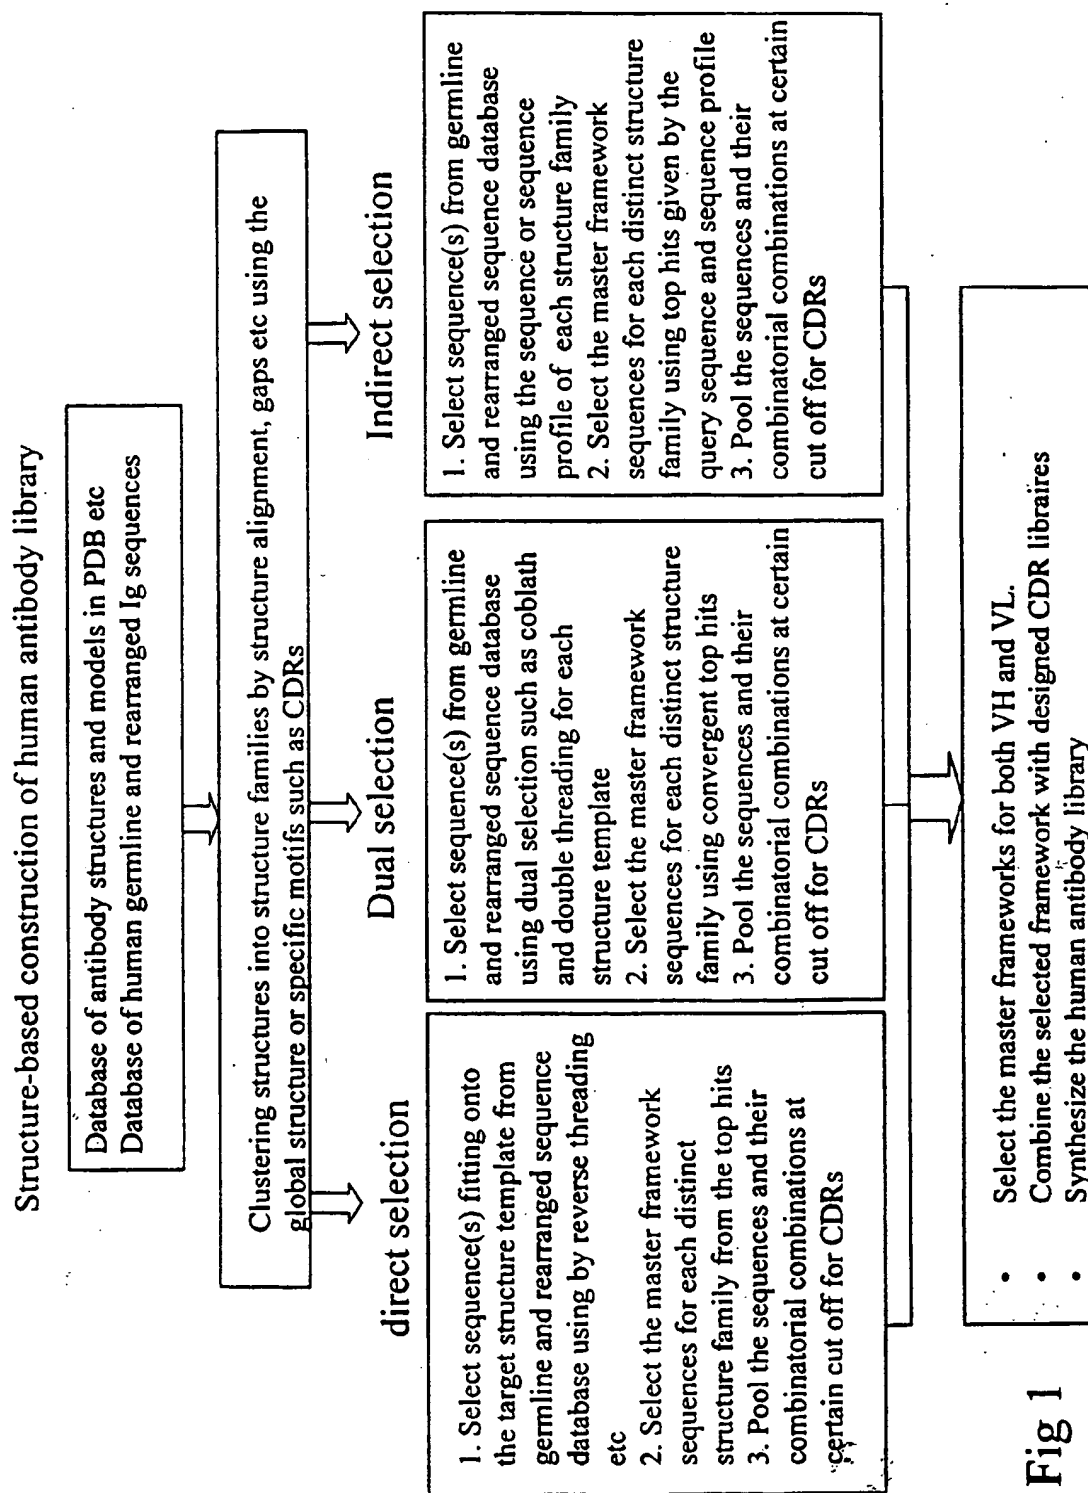 Structure-based construction of human antibody library
Database of antibody structures and models in PDB etc
Database of human germline and rearranged Ig sequences
Clustering structures into structure families by structure alignment, gaps etc using the
global structure or specific motifs such as CDRs
direct selection
1. Select sequence(s) fitting onto
the target structure template from
germline and rearranged sequence
database using by reverse threading
etc
2. Select the master framework
sequences for each distinct
structure family from the top hits
3. Pool the sequences and their
combinatorial combinations at
certain cut off for CDRs
Dual selection
1. Select sequence(s) from germline
and rearranged sequence database
using dual selection such as coblath
and double threading for each
structure template
2. Select the master framework
sequences for each distinct structure
family using convergent top hits
3. Pool the sequences and their
combinatorial combinations at certain
cut off for CDRs
Indirect selection
1. Select sequence(s) from germline
and rearranged sequence database
using the sequence or sequence
profile of each structure family
2. Select the master framework
sequences for each distinct structure
family using top hits given by the
query sequence and sequence profile
3. Pool the sequences and their
combinatorial combinations at certain
cut off for CDRs
• Select the master frameworks for both VH and VL.
• Combine the selected framework with designed CDR libraires
• Synthesize the human antibody library
Fig 1